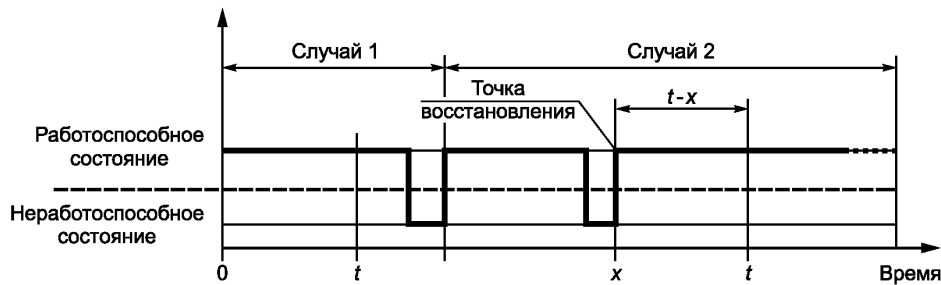 Случай 1
Случай 2
Точка
восстановления
t - x
Работоспособное
состояние
Неработоспособное
состояние
0
t
x
t
Время